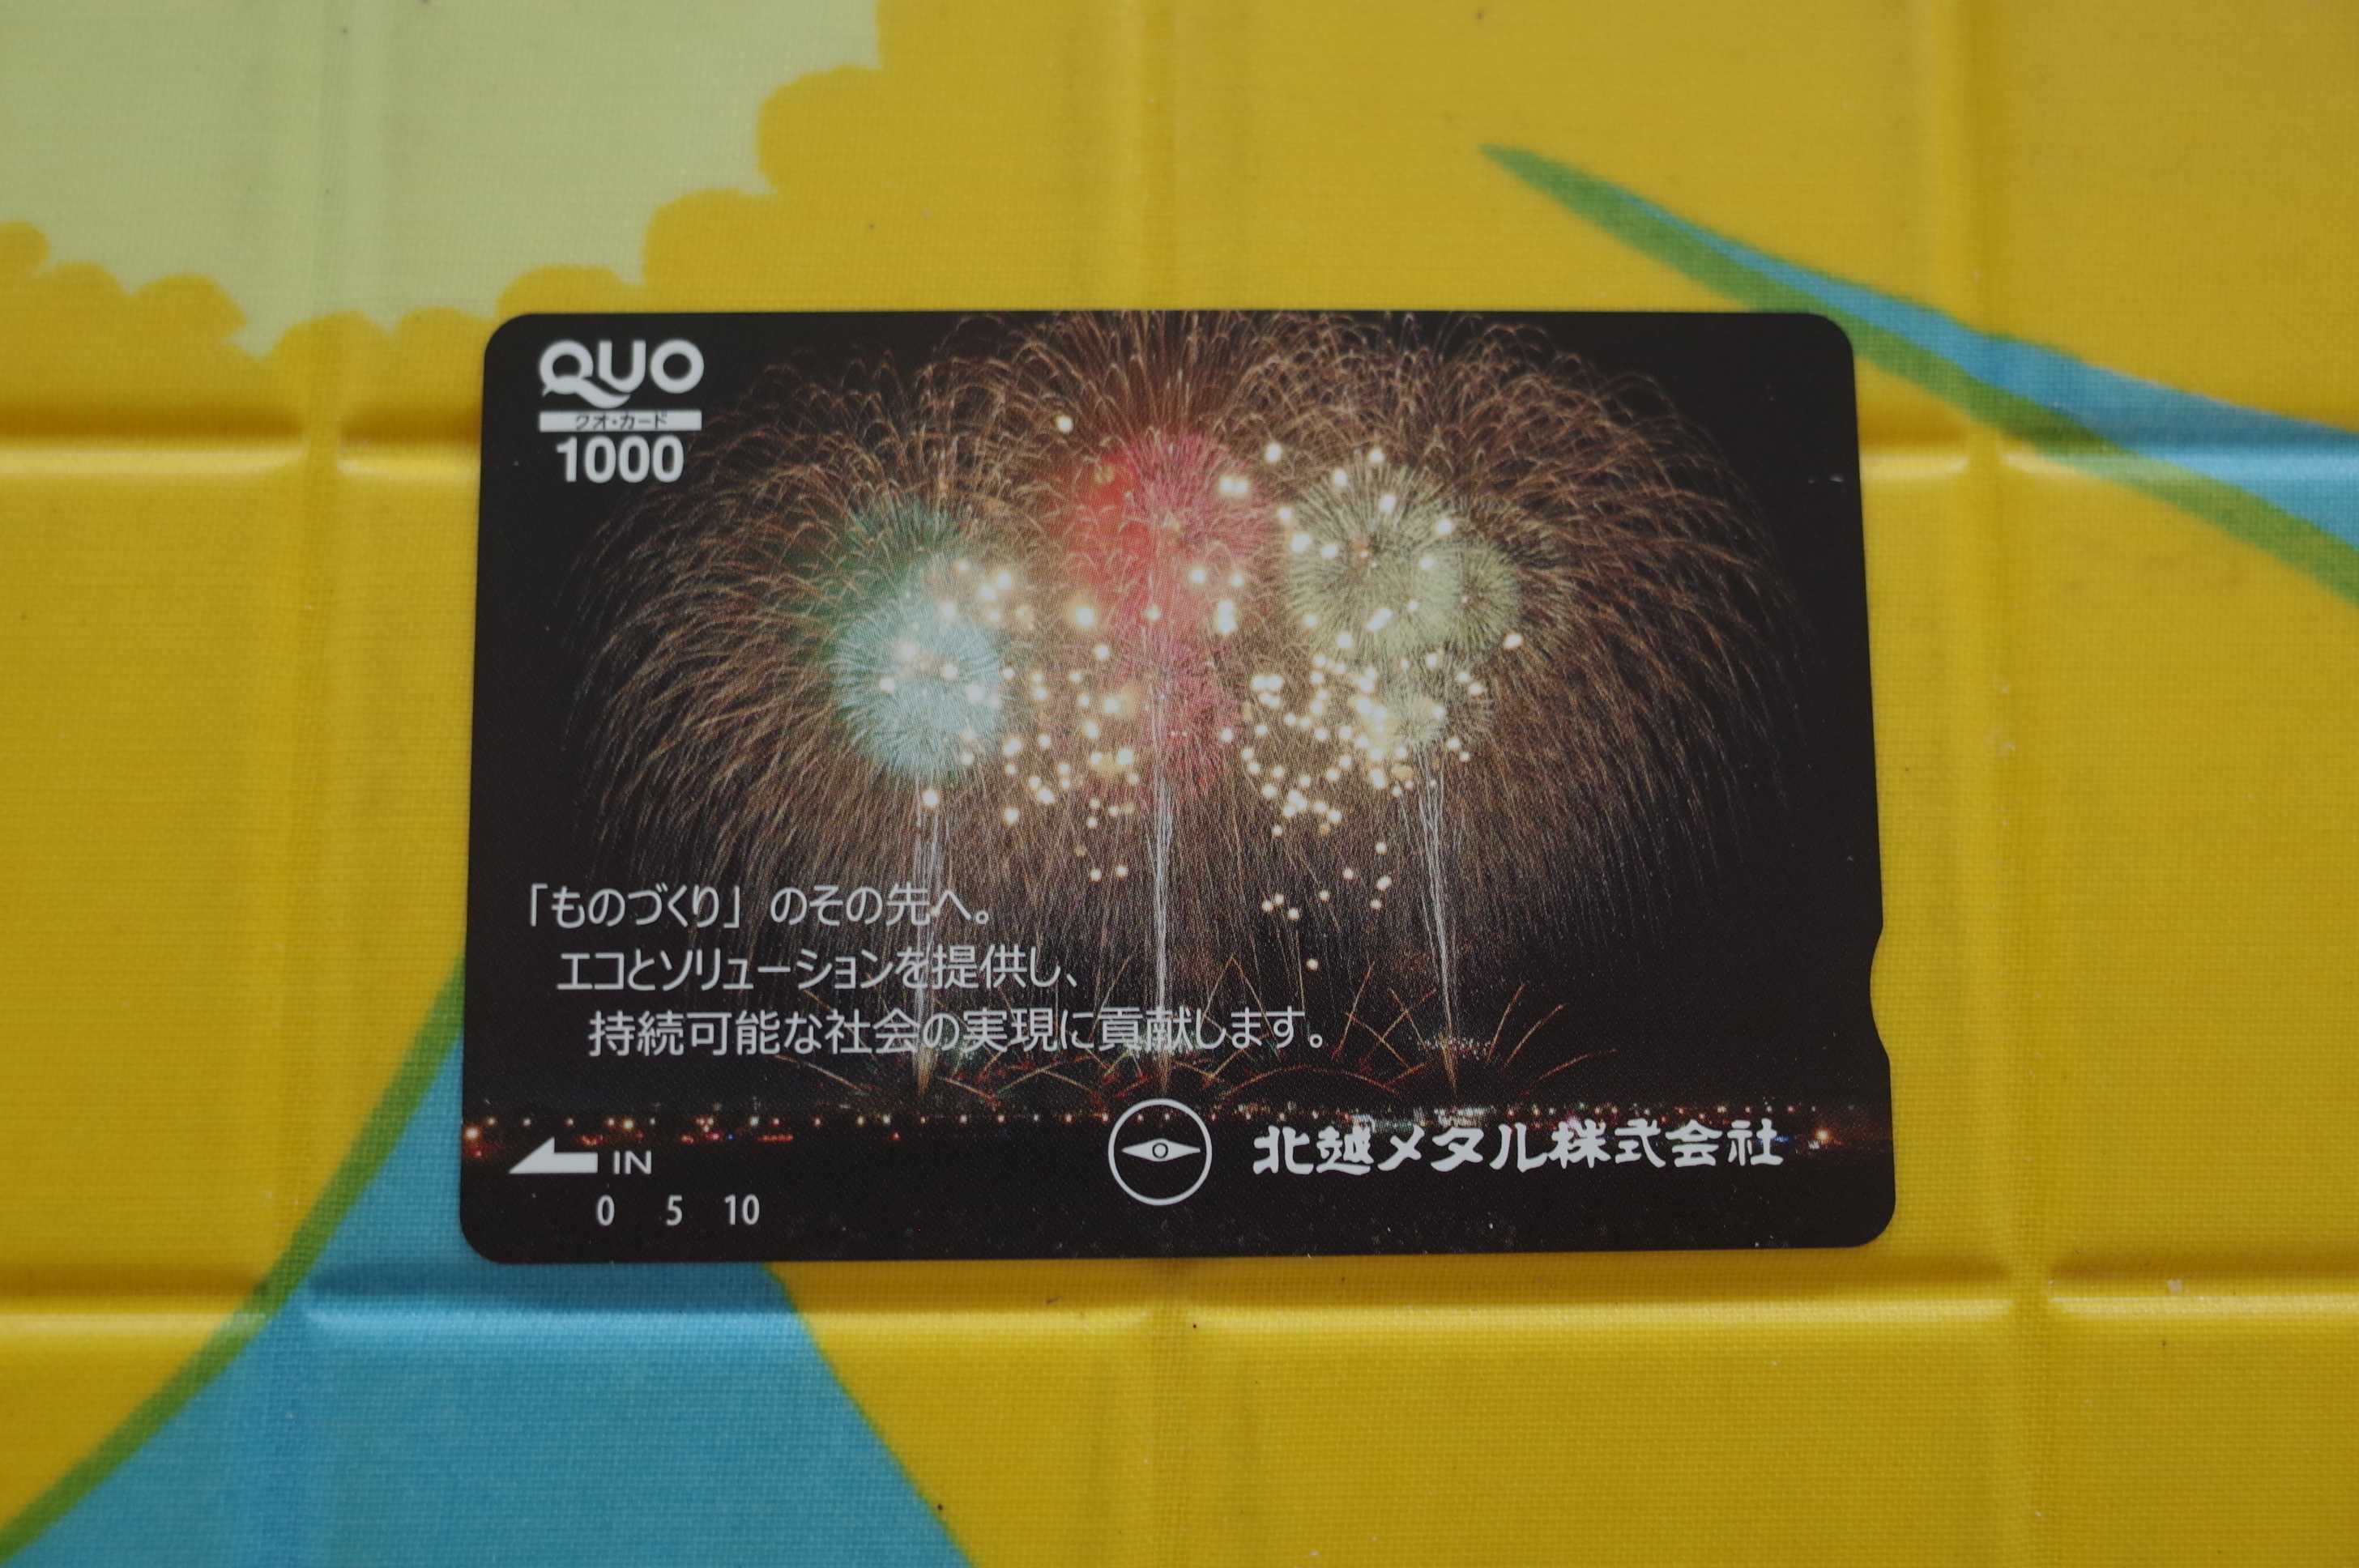 QUO
クオ・カード
1000
「ものづくり」のその先へ。
エコとソリューションを提供し、
持続可能な社会の実現に貢献します。
IN
北越メタル株式会社
0 5 10